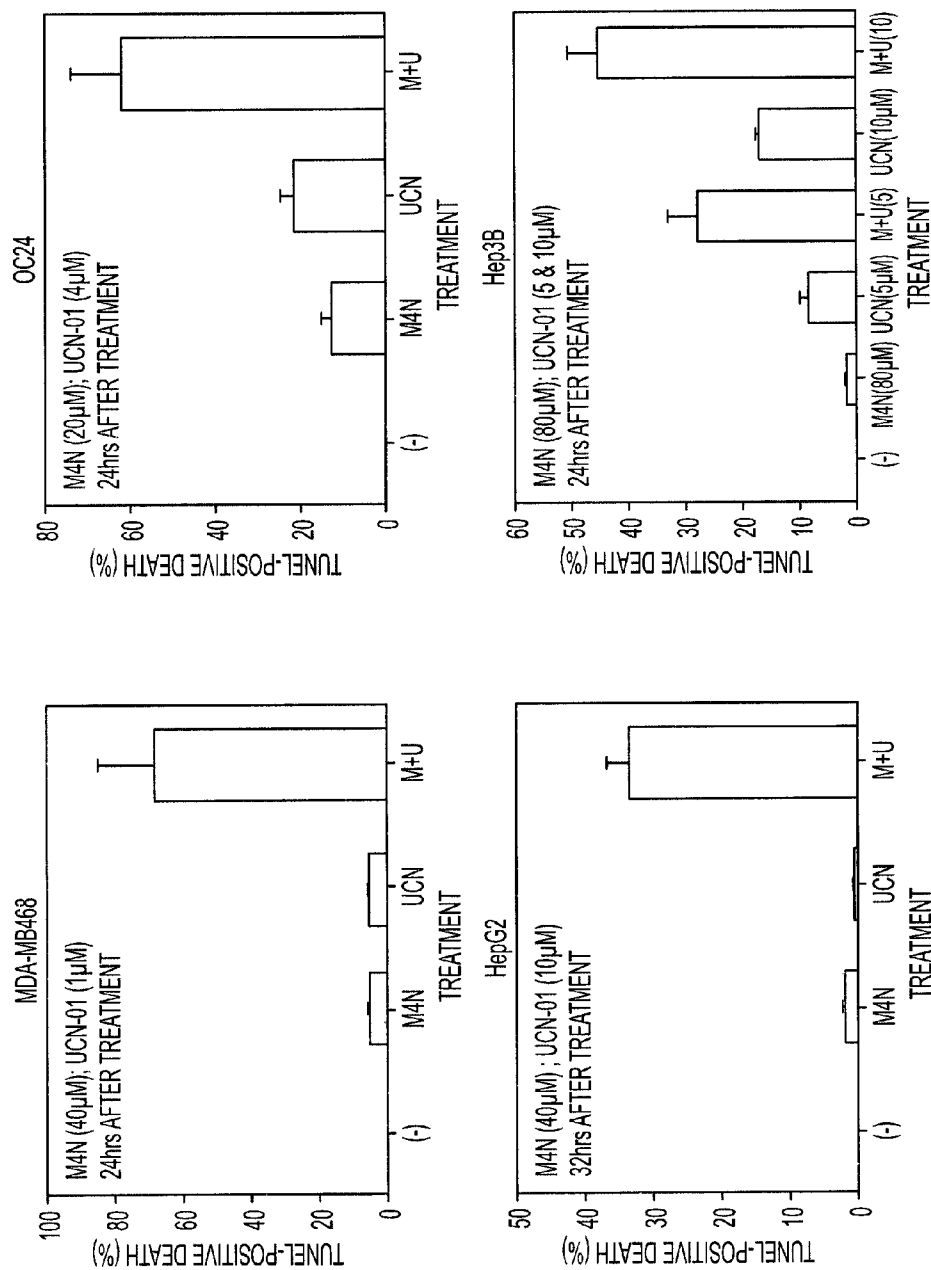 MDA-MB468
M4N (40µM); UCN-01 (1µM)
24hrs AFTER TREATMENT
TUNEL-POSITIVE DEATH (%)
100
80
60
40
20
0
(-)
M4N
UCN
M+U
TREATMENT
OC24
M4N (20µM); UCN-01 (4µM)
24hrs AFTER TREATMENT
TUNEL-POSITIVE DEATH (%)
80
60
40
20
0
(-)
M4N
UCN
M+U
TREATMENT
HepG2
M4N (40µM) ; UCN-01 (10µM)
32hrs AFTER TREATMENT
TUNEL-POSITIVE DEATH (%)
50
40
30
20
10
0
(-)
M4N
UCN
M+U
TREATMENT
Hep3B
M4N (80µM); UCN-01 (5 & 10µM)
24hrs AFTER TREATMENT
TUNEL-POSITIVE DEATH (%)
60
50
40
30
20
10
0
(-)
M4N(80µM)
UCN(5µM)
M+U(5)
UCN(10µM)
M+U(10)
TREATMENT